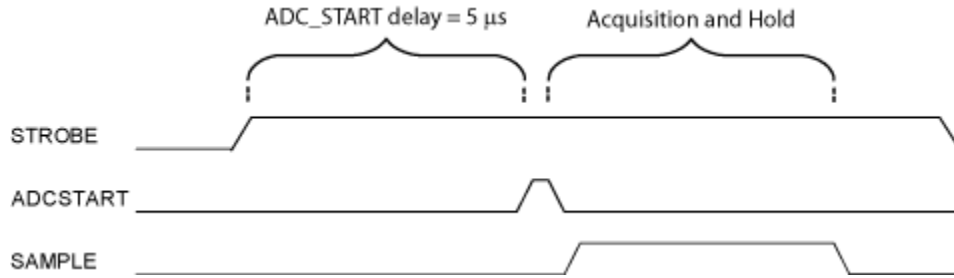 ADC_START delay = 5 μs
Acquisition and Hold
STROBE
ADCSTART
SAMPLE